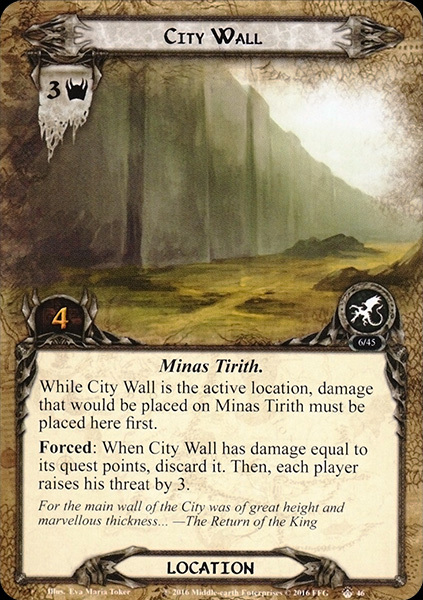 City Wall
3
4
6/45
Minas Tirith.
While City Wall is the active location, damage
that would be placed on Minas Tirith must be
placed here first.
Forced: When City Wall has damage equal to
its quest points, discard it. Then, each player
raises his threat by 3.
For the main wall of the City was of great height and
marvellous thickness... —The Return of the King
LOCATION
Illus. Eva Maria Toker © 2016 Middle-earth Enterprises © 2016 FFG 46